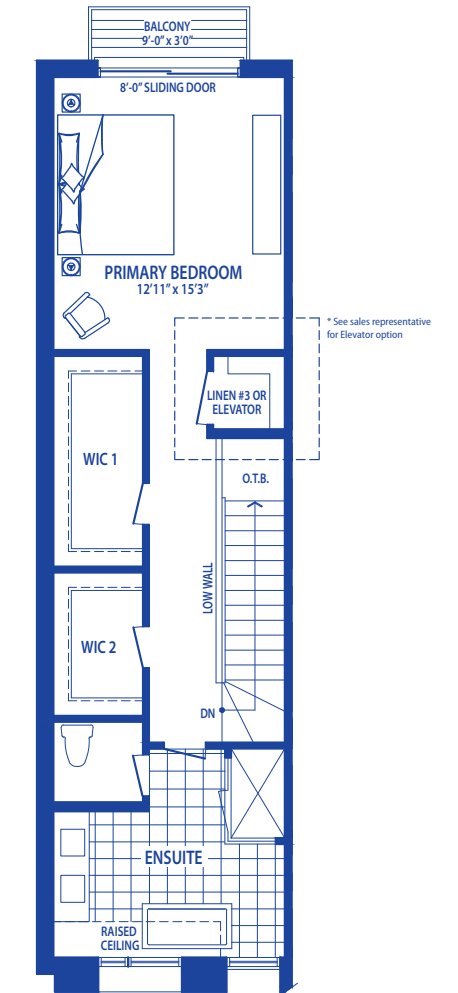 BALCONY
9'-0" x 3'0"
8'-0" SLIDING DOOR
PRIMARY BEDROOM
12'11" x 15'3"
* See sales representative
for Elevator option
LINEN #3 OR
ELEVATOR
WIC 1
O.T.B.
LOW WALL
WIC 2
DN
ENSUITE
RAISED
CEILING